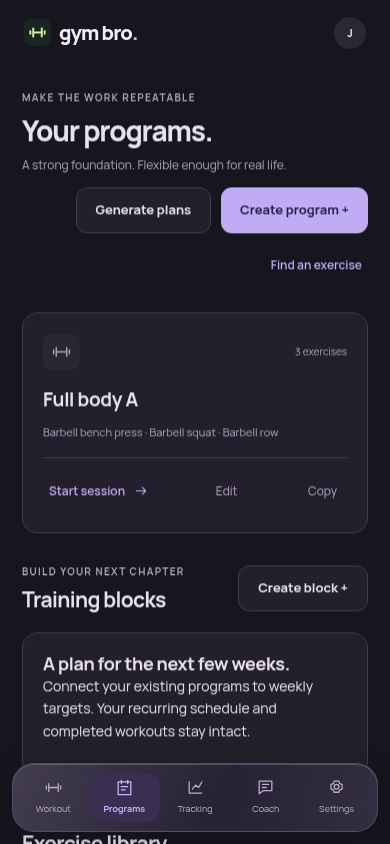 gym bro.
J
MAKE THE WORK REPEATABLE
Your programs.
A strong foundation. Flexible enough for real life.
Generate plans
Create program +
Find an exercise
3 exercises
Full body A
Barbell bench press · Barbell squat · Barbell row
Start session →
Edit
Copy
BUILD YOUR NEXT CHAPTER
Training blocks
Create block +
A plan for the next few weeks.
Connect your existing programs to weekly
targets. Your recurring schedule and
completed workouts stay intact.
Workout
Programs
Tracking
Coach
Settings
Exercise library